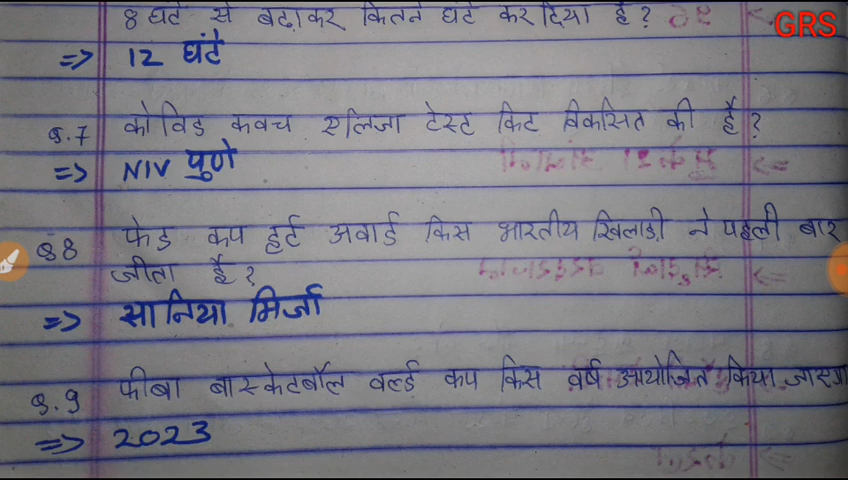 8 घंटे से बढ़ाकर कितने घंटे कर दिया है?
GRS
=> 12 घंटे
Q.7 कोविड कवच एलिजा टेस्ट किट विकसित की है?
=> NIV पुणे
Q8 फेड कप हर्ट अवार्ड किस भारतीय खिलाड़ी ने पहली बार
जीता है?
=> सानिया मिर्जा
Q.9 फीबा बास्केटबॉल वर्ल्ड कप किस वर्ष आयोजित किया जाएगा
=> 2023